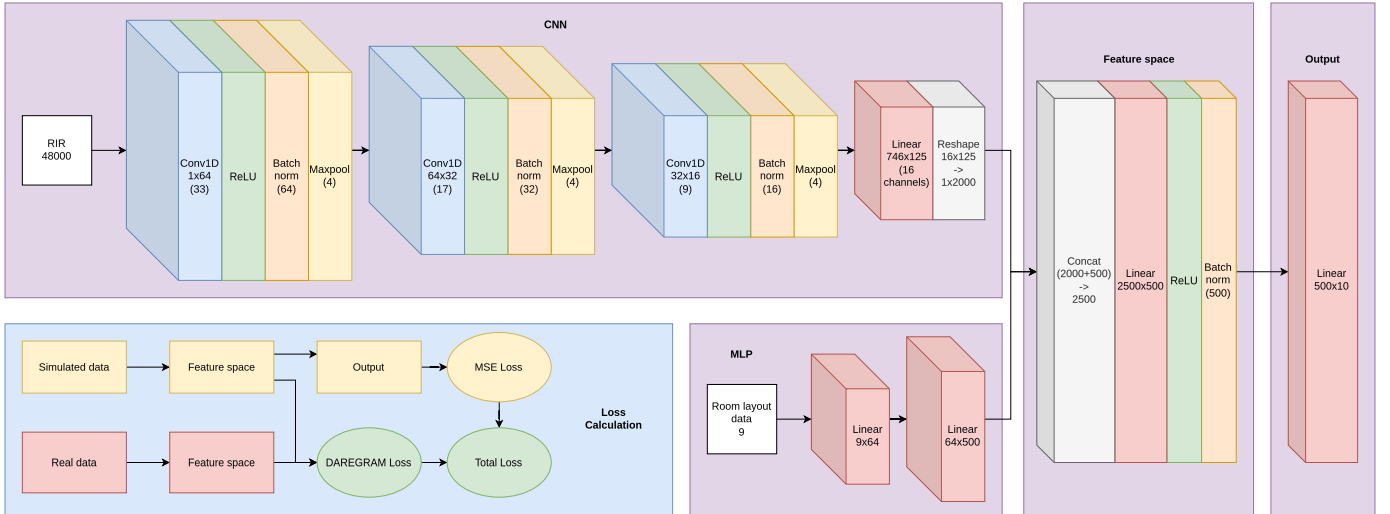 CNN
RIR
48000
Conv1D
1x64
(33)
ReLU
Batch
norm
(64)
Maxpool
(4)
Conv1D
64x32
(17)
ReLU
Batch
norm
(32)
Maxpool
(4)
Conv1D
32x16
(9)
ReLU
Batch
norm
(16)
Maxpool
(4)
Linear
746x125
(16
channels)
Reshape
16x125
->
1x2000
Feature space
Concat
(2000+500)
->
2500
Linear
2500x500
ReLU
Batch
norm
(500)
Output
Linear
500x10
Simulated data
Feature space
Output
MSE Loss
Loss
Calculation
Real data
Feature space
DAREGRAM Loss
Total Loss
MLP
Room layout
data
9
Linear
9x64
Linear
64x500